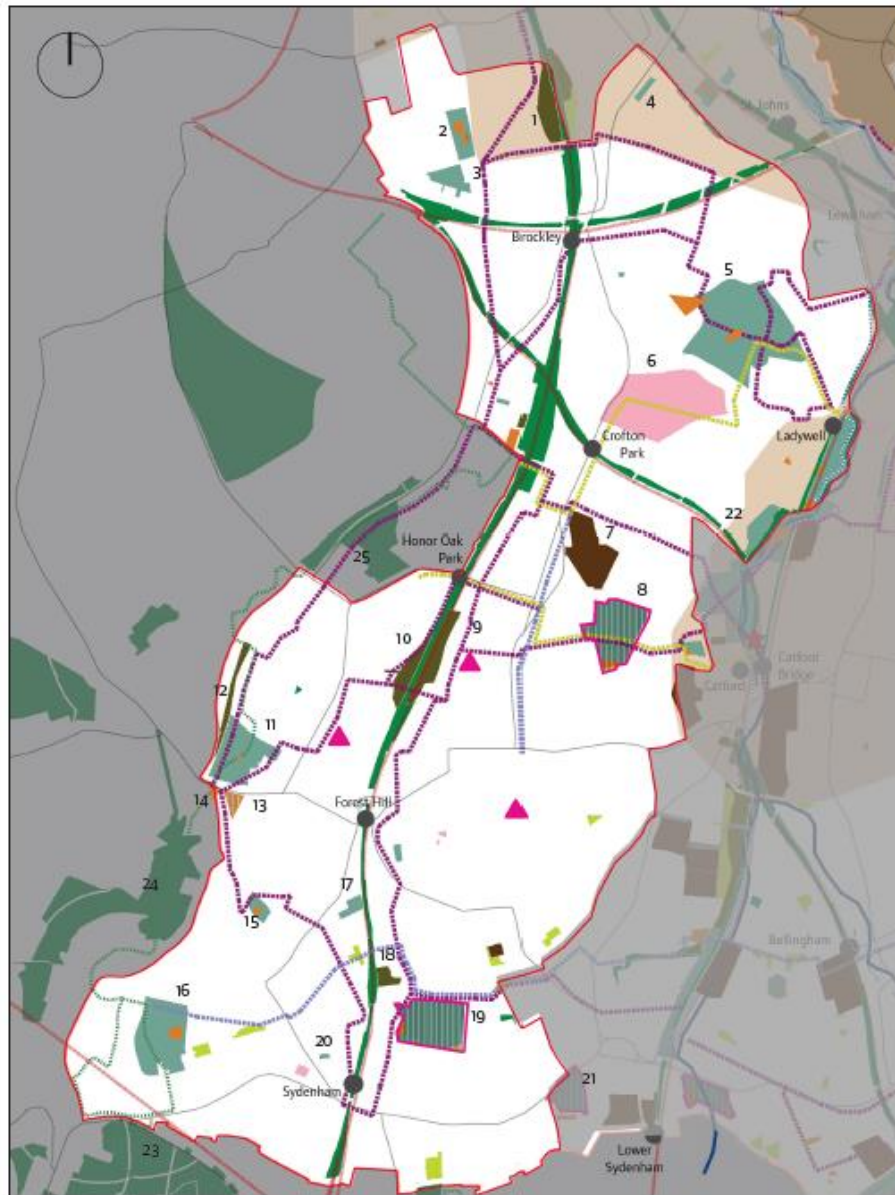 St Johns
1
4
2
3
Lewisham
Brockley
5
6
Ladywell
Crofton
Park
22
7
25
Honor Oak
Park
8
10
9
Catford
Bridge
Catford
12
11
14
13
Forest Hill
24
17
15
Bellingham
18
16
19
20
21
Sydenham
Lower
Sydenham
23